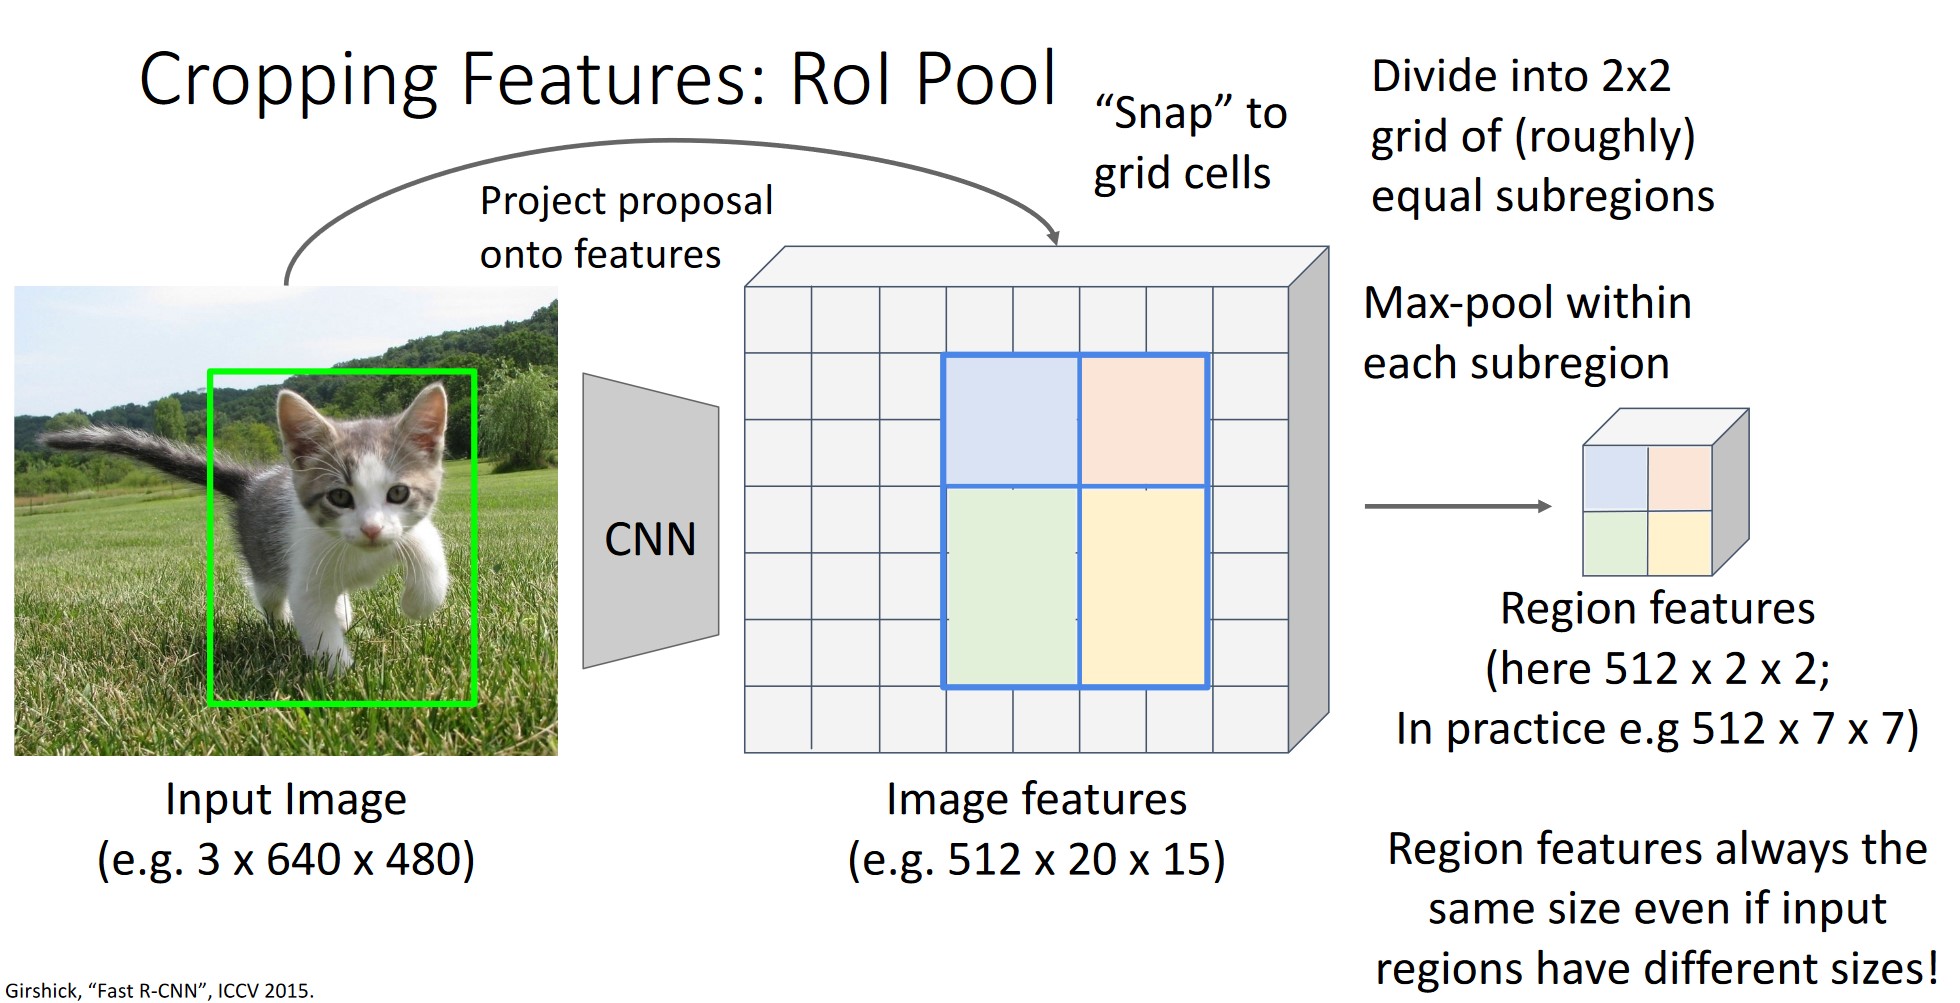 Cropping Features: RoI Pool
“Snap” to
grid cells
Divide into 2x2
grid of (roughly)
equal subregions
Project proposal
onto features
Max-pool within
each subregion
CNN
Region features
(here 512 x 2 x 2;
In practice e.g 512 x 7 x 7)
Input Image
(e.g. 3 x 640 x 480)
Image features
(e.g. 512 x 20 x 15)
Region features always the
same size even if input
regions have different sizes!
Girshick, “Fast R-CNN”, ICCV 2015.